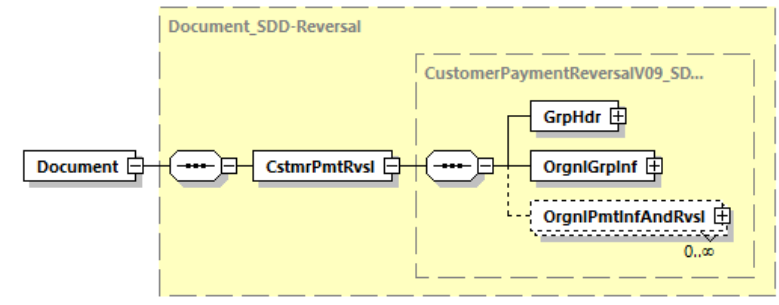 Document_SDD-Reversal
CustomerPaymentReversalV09_SD...
GrpHdr
Document
CstmrPmtRvsl
OrgnlGrpInf
OrgnlPmtInfAndRvsl
0..∞